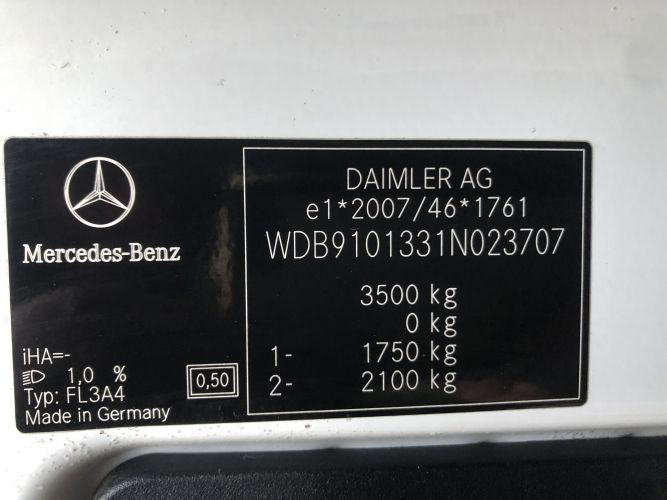 Mercedes-Benz
iHA=-
1,0 %
Typ: FL3A4
Made in Germany
0,50
DAIMLER AG
e1*2007/46*1761
WDB9101331N023707
3500 kg
0 kg
1- 1750 kg
2- 2100 kg